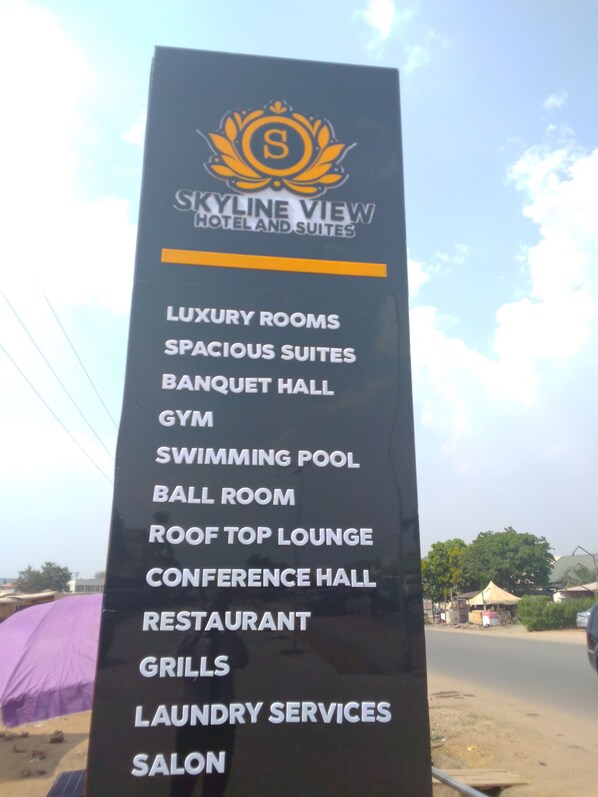 S
SKYLINE VIEW
HOTEL AND SUITES
LUXURY ROOMS
SPACIOUS SUITES
BANQUET HALL
GYM
SWIMMING POOL
BALL ROOM
ROOF TOP LOUNGE
CONFERENCE HALL
RESTAURANT
GRILLS
LAUNDRY SERVICES
SALON